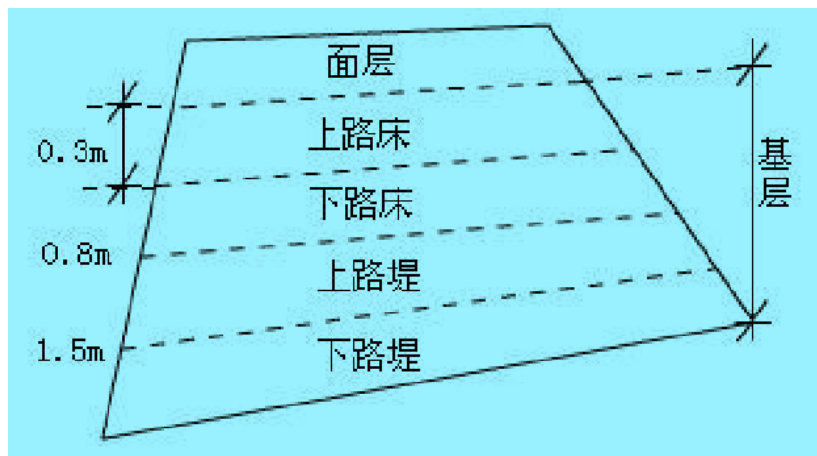 面层
上路床
0.3m
基层
下路床
0.8m
上路堤
1.5m
下路堤